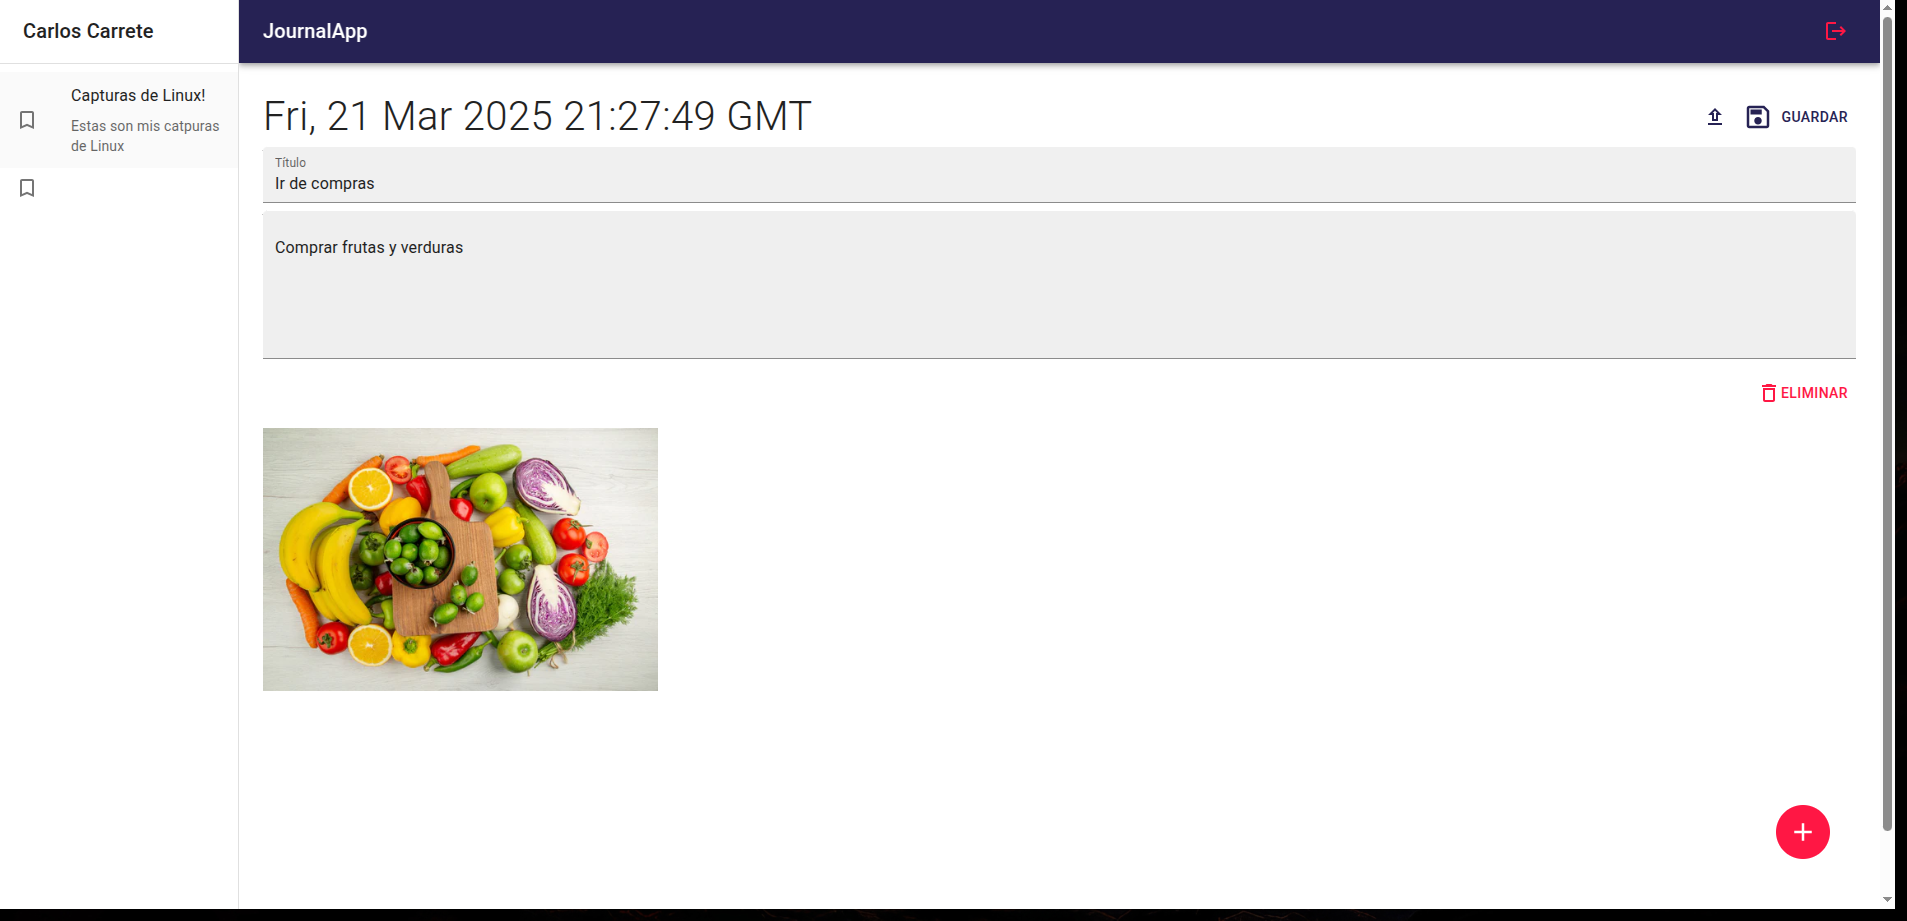 Carlos Carrete
JournalApp
Capturas de Linux!
Estas son mis catpuras
de Linux
Fri, 21 Mar 2025 21:27:49 GMT
GUARDAR
Título
Ir de compras
Comprar frutas y verduras
ELIMINAR